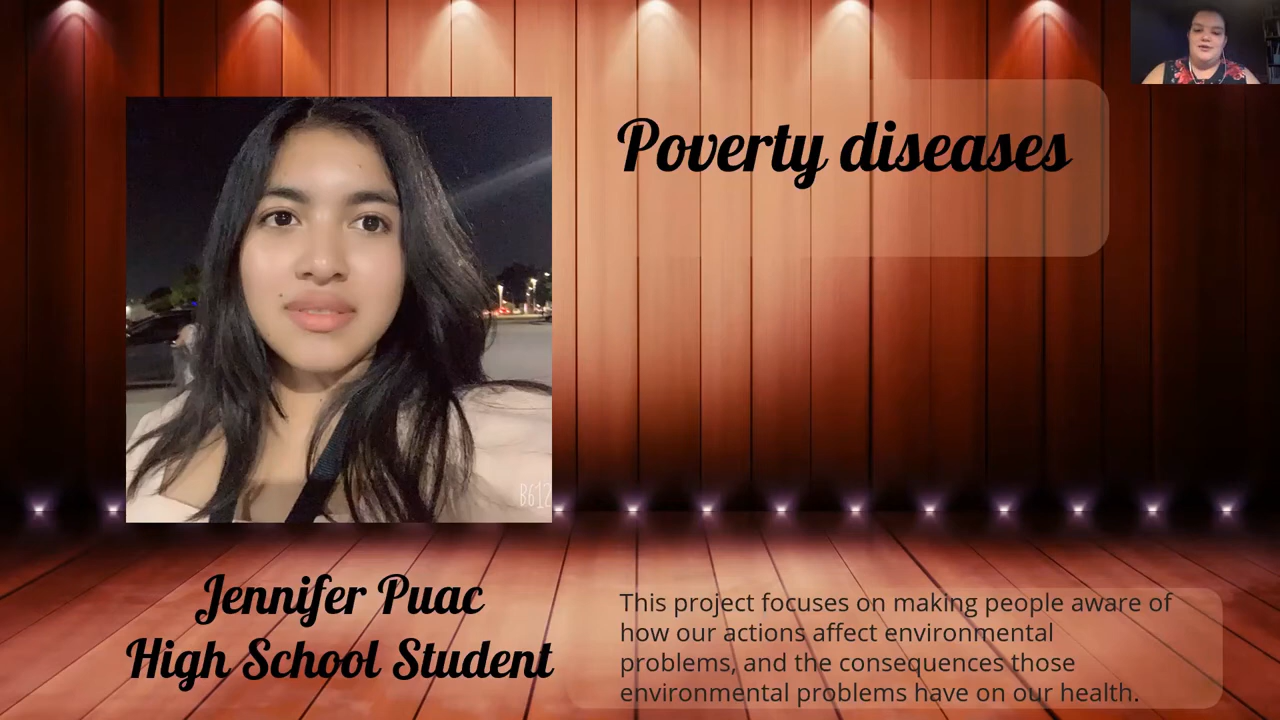 Poverty diseases
B612
Jennifer Puac
High School Student
This project focuses on making people aware of
how our actions affect environmental
problems, and the consequences those
environmental problems have on our health.